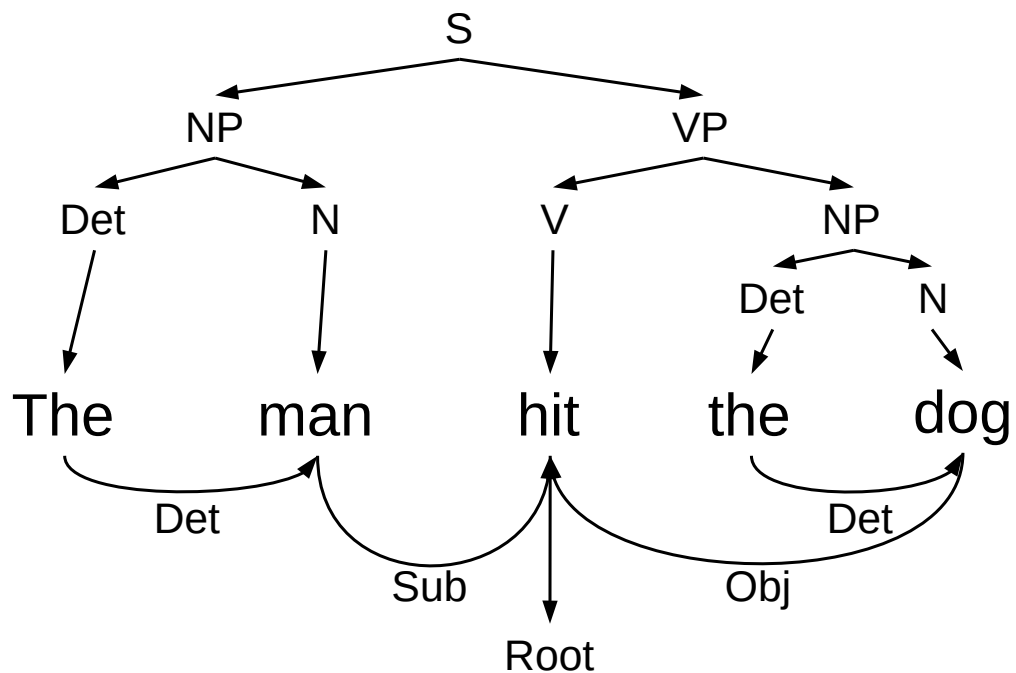 S
NP VP
Det N V NP
Det N
The man hit the dog
Det Det
Sub Obj
Root